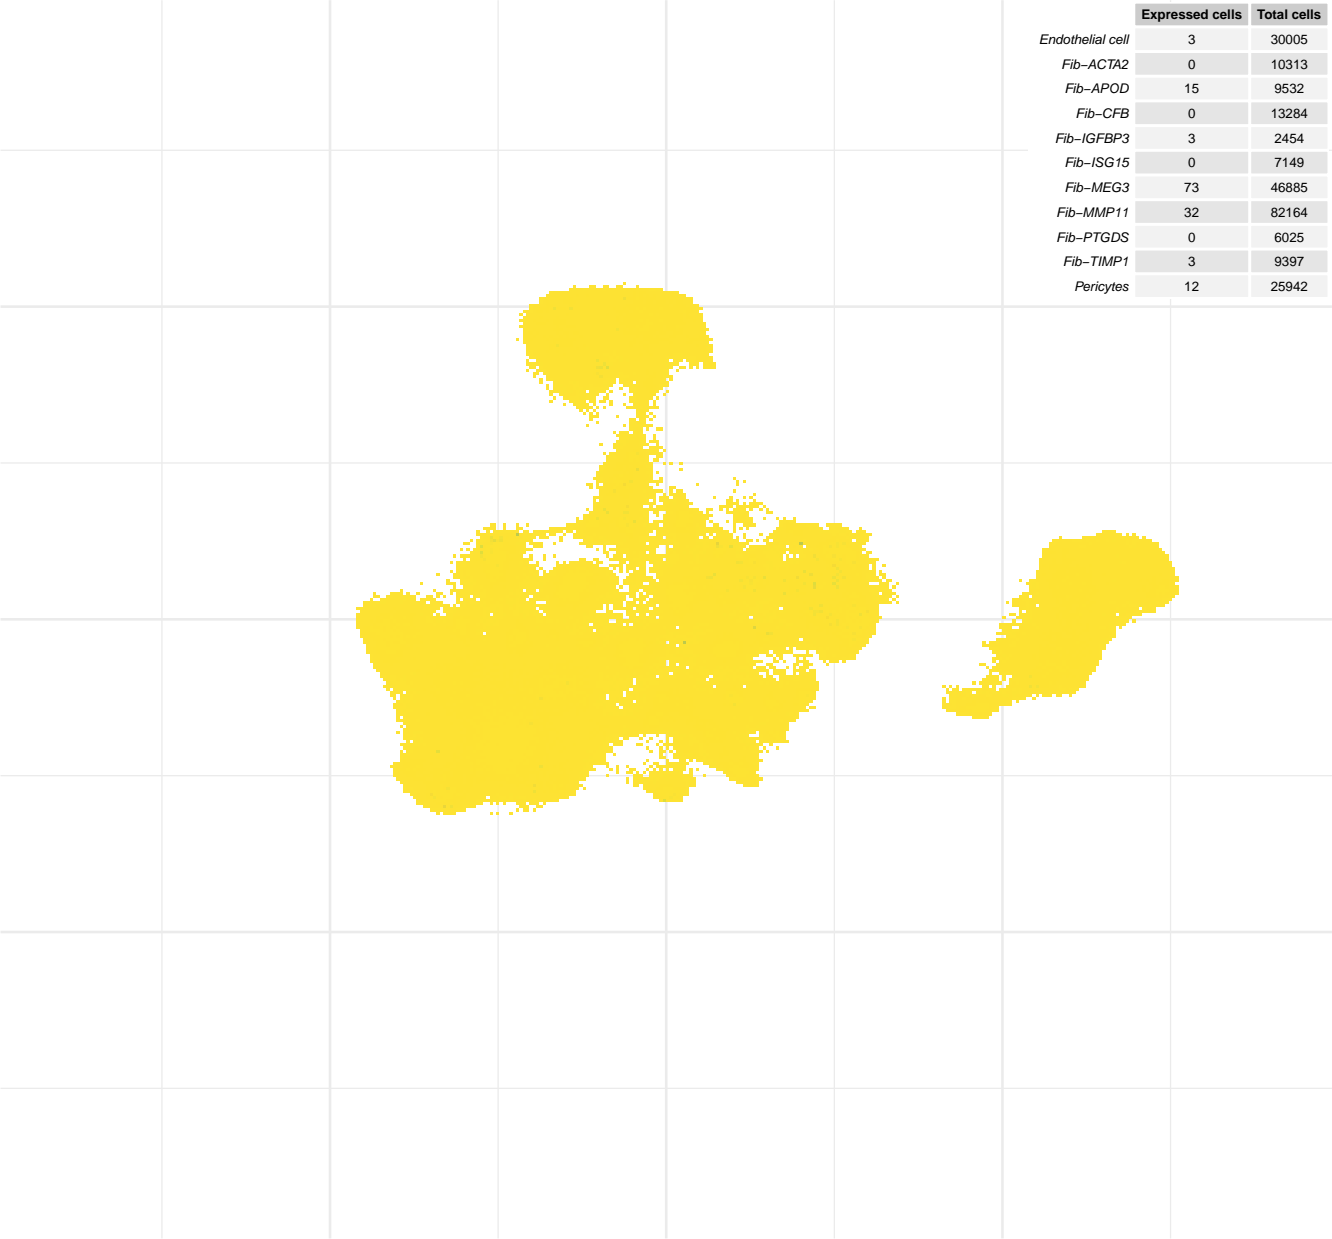 Expressed cells Total cells
Endothelial cell 3 30005
Fib−ACTA2 0 10313
Fib−APOD 15 9532
Fib−CFB 0 13284
Fib−IGFBP3 3 2454
Fib−ISG15 0 7149
Fib−MEG3 73 46885
Fib−MMP11 32 82164
Fib−PTGDS 0 6025
Fib−TIMP1 3 9397
Pericytes 12 25942